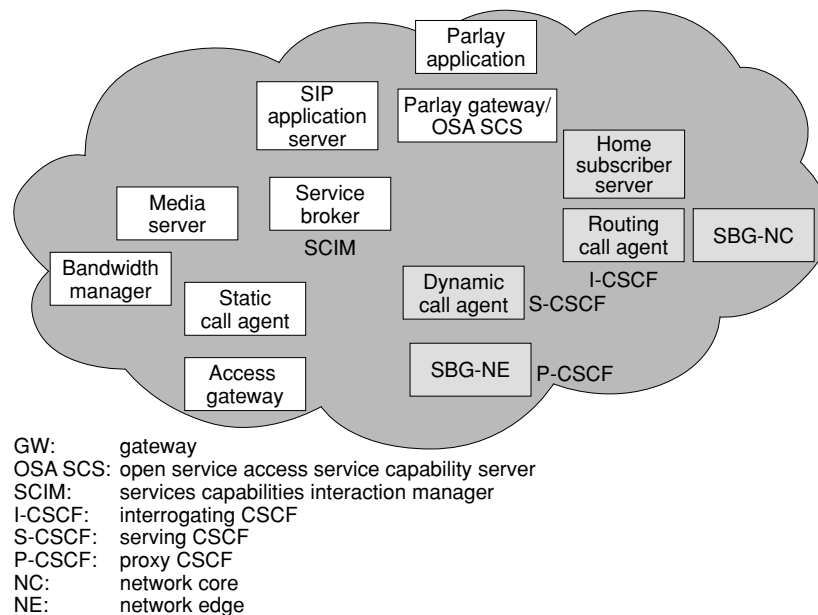 Parlay
application
SIP
application
server
Parlay gateway/
OSA SCS
Home
subscriber
server
Media
server
Service
broker
SCIM
Routing
call agent
I-CSCF
SBG-NC
Bandwidth
manager
Static
call agent
Dynamic
call agent
S-CSCF
Access
gateway
SBG-NE
P-CSCF
GW: gateway
OSA SCS: open service access service capability server
SCIM: services capabilities interaction manager
I-CSCF: interrogating CSCF
S-CSCF: serving CSCF
P-CSCF: proxy CSCF
NC: network core
NE: network edge